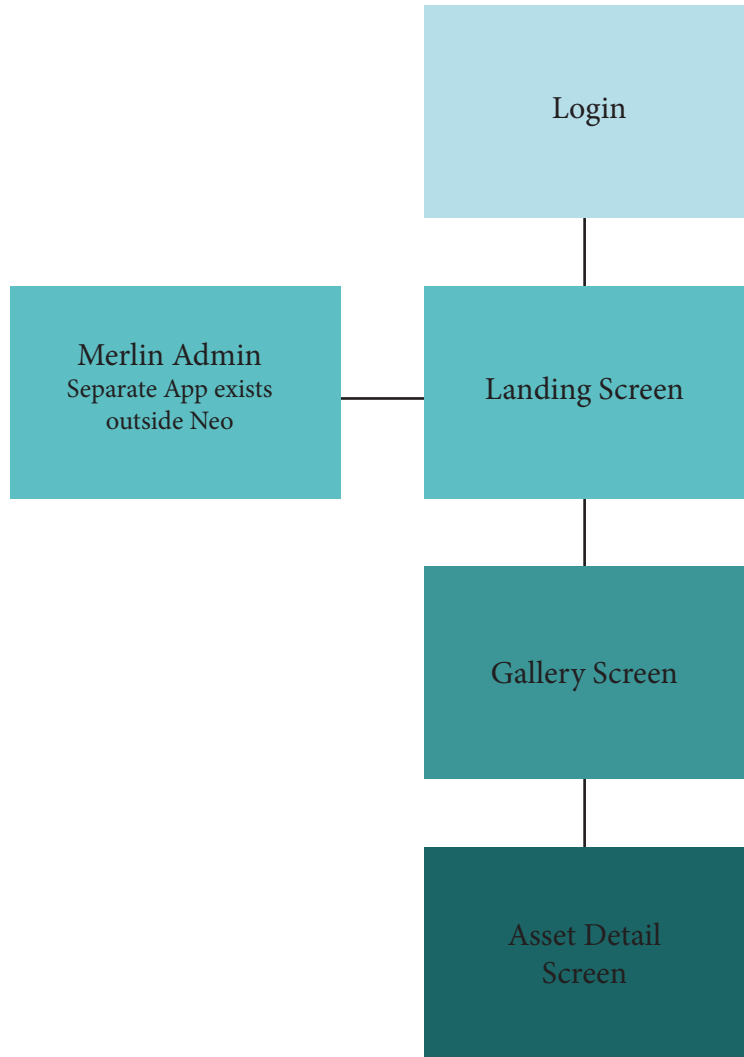 Login
Merlin Admin
Separate App exists
outside Neo
Landing Screen
Gallery Screen
Asset Detail
Screen